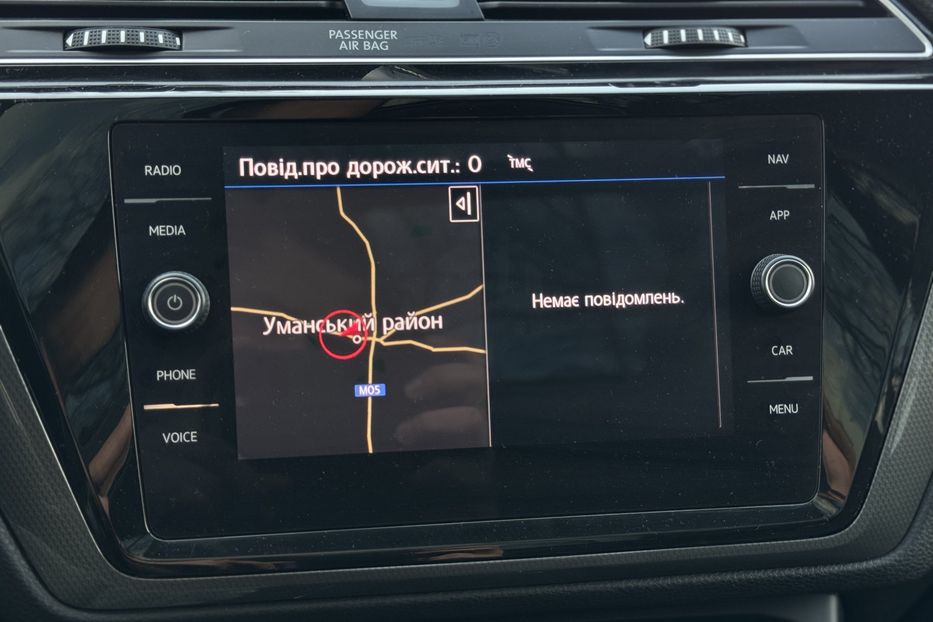 PASSENGER
AIR BAG
RADIO
MEDIA
PHONE
VOICE
Повід.про дорож.сит.: 0 TMC
Уманський район
M05
Немає повідомлень.
NAV
APP
CAR
MENU